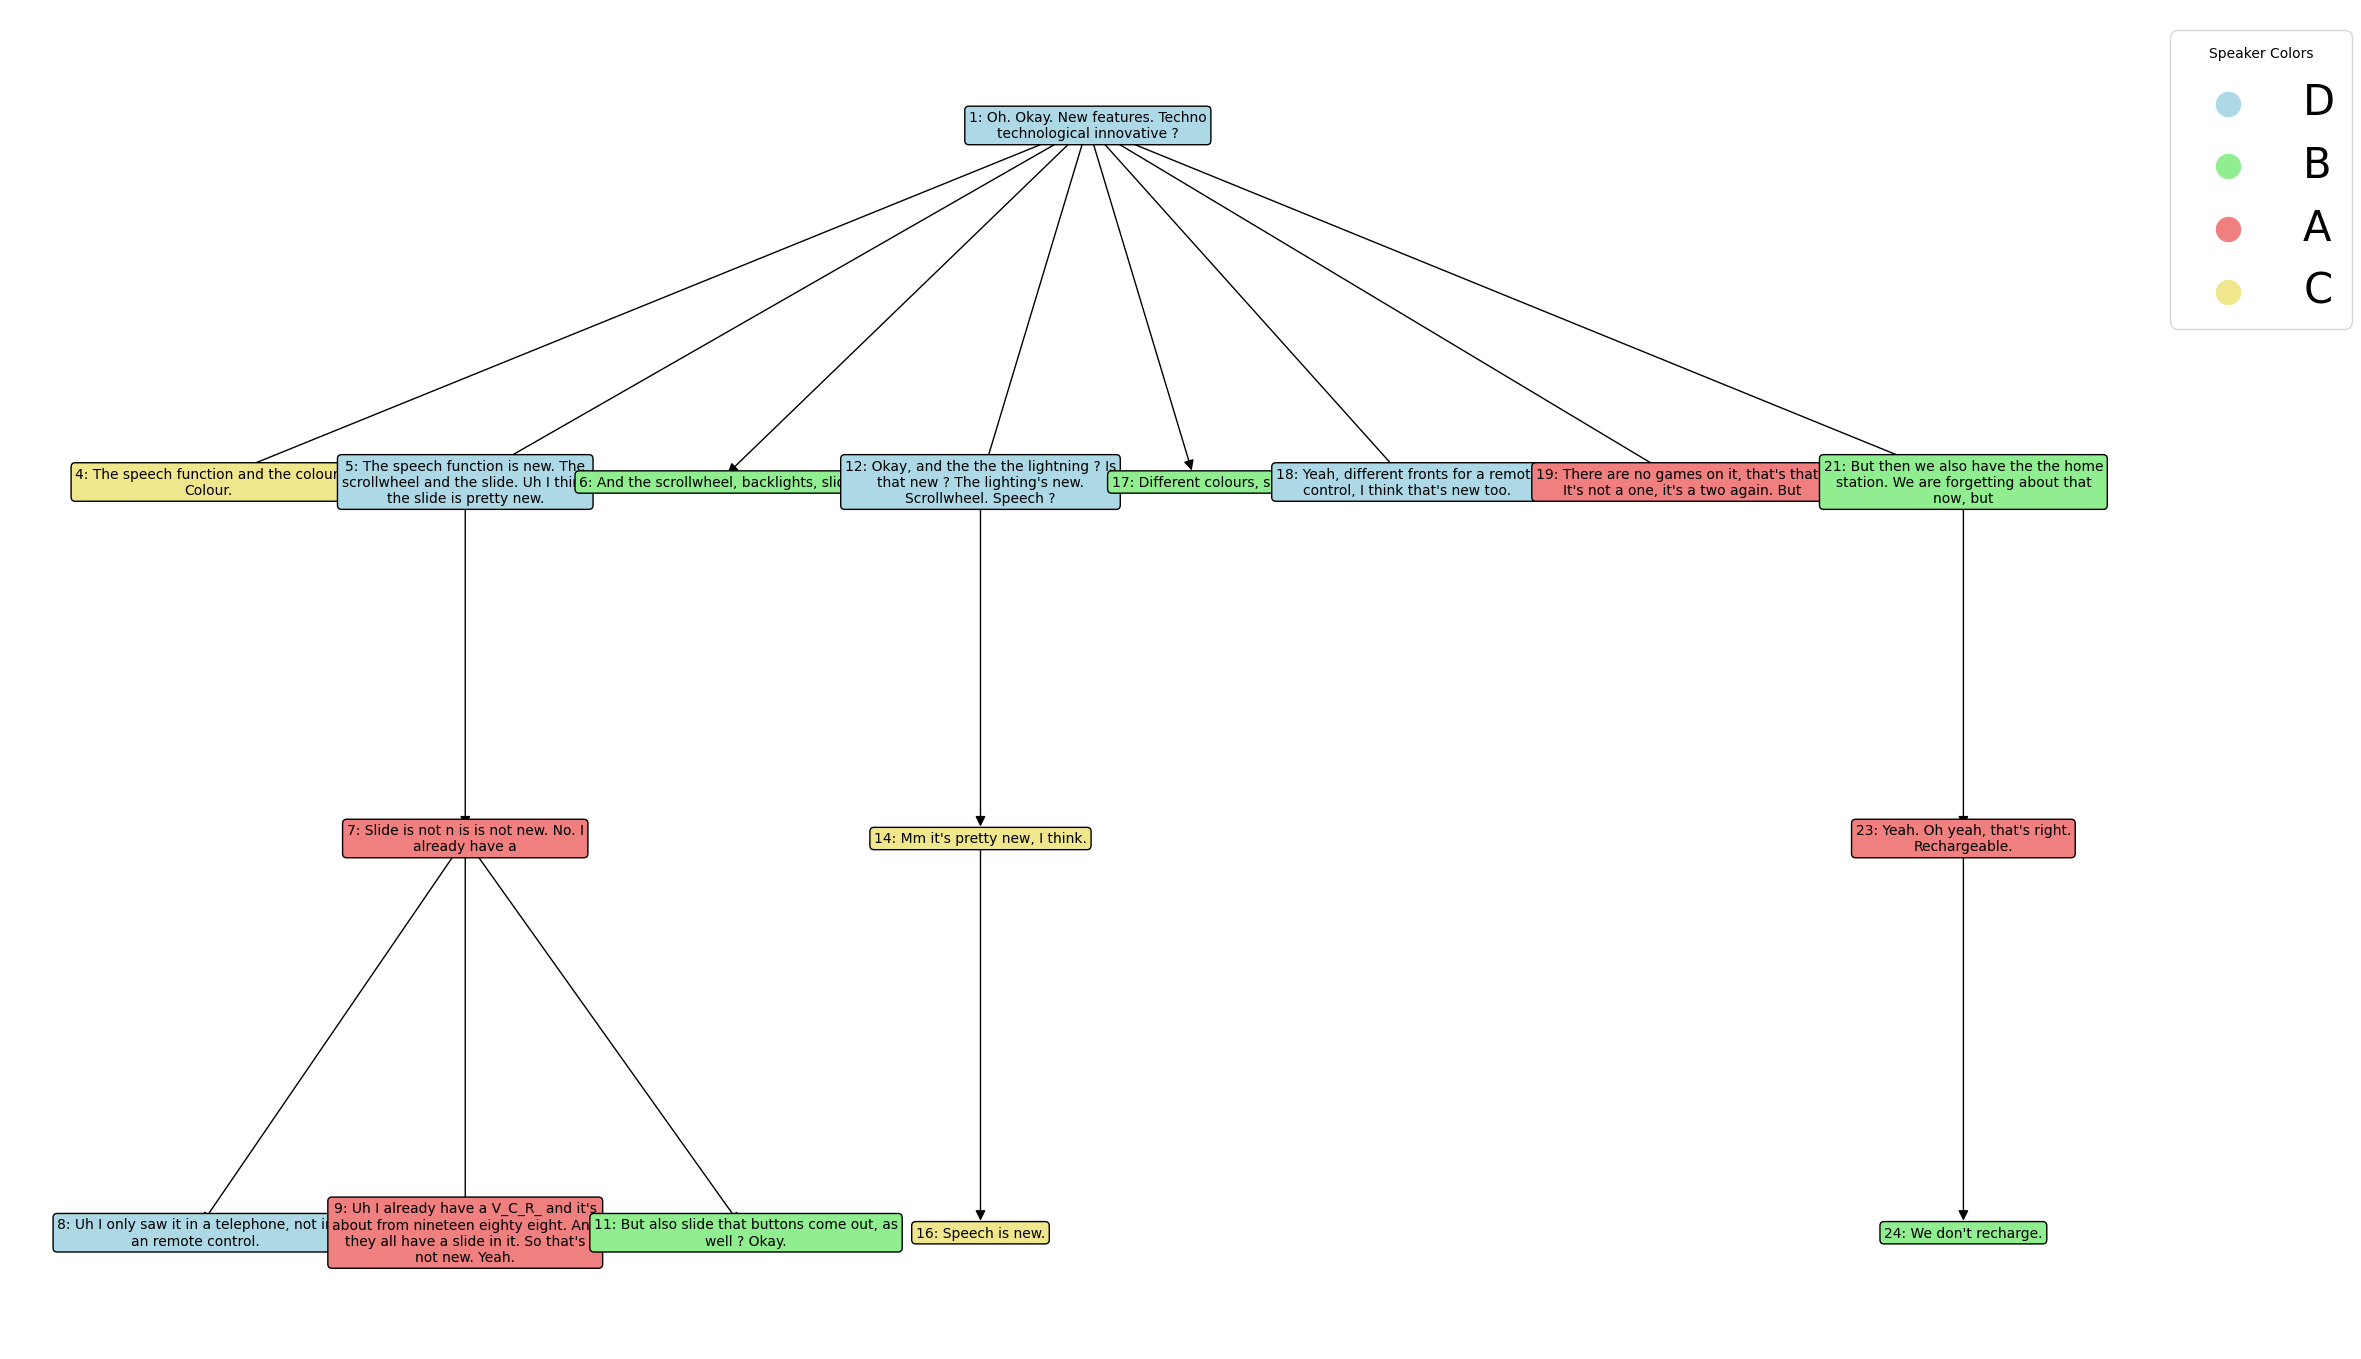 Speaker Colors
D
B
A
C
1: Oh. Okay. New features. Techno
technological innovative ?
4: The speech function and the colour
Colour.
5: The speech function is new. The
scrollwheel and the slide. Uh I
the slide is pretty new.
6: And the scrollwheel, backlights,
12: Okay, and the the the lightning ? Is
that new ? The lighting's new.
Scrollwheel. Speech ?
17: Different colours,
18: Yeah, different fronts for a
control, I think that's new too.
19: There are no games on it, that's that
It's not a one, it's a two again. But
21: But then we also have the the home
station. We are forgetting about that
now, but
7: Slide is not n is is not new. No. I
already have a
14: Mm it's pretty new, I think.
23: Yeah. Oh yeah, that's right.
Rechargeable.
8: Uh I only saw it in a telephone, not
an remote control.
9: Uh I already have a V_C_R_ and it's
about from nineteen eighty eight.
they all have a slide in it. So that's
not new. Yeah.
11: But also slide that buttons come out, as
well ? Okay.
16: Speech is new.
24: We don't recharge.